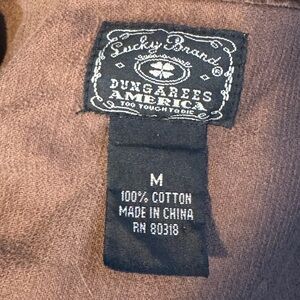 Lucky Brand
®
DUNGAREES
AMERICA
TOO TOUGH TO DIE
M
100% COTTON
MADE IN CHINA
RN 80318